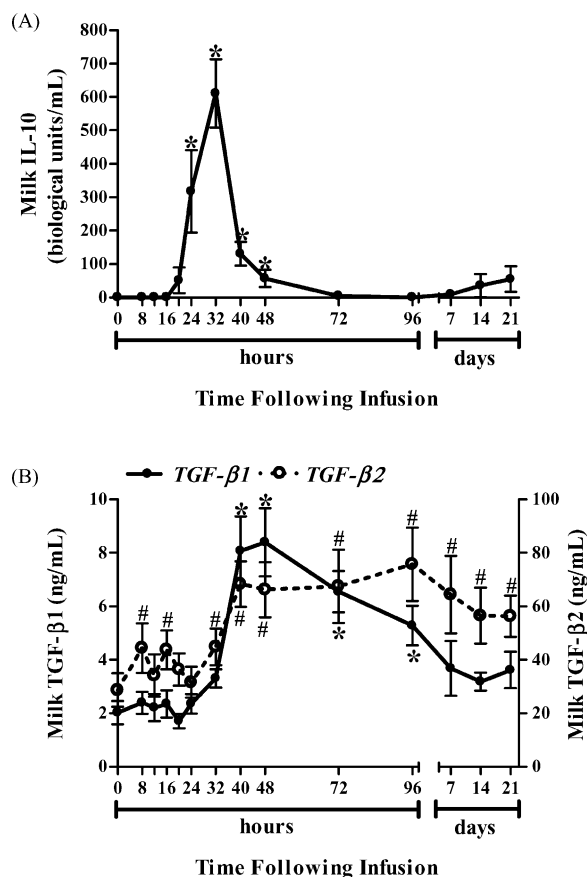 (A)
Milk IL-10
(biological units/mL)
800
700
600
500
400
300
200
100
0
*
*
*
*
0 8 16 24 32 40 48 72 96 7 14 21
hours days
Time Following Infusion
(B)
TGF-β1 TGF-β2
Milk TGF-β1 (ng/mL)
10
8
6
4
2
0
# # # # # # # # # #
* * * *
100
80
60
40
20
0
Milk TGF-β2 (ng/mL)
0 8 16 24 32 40 48 72 96 7 14 21
hours days
Time Following Infusion